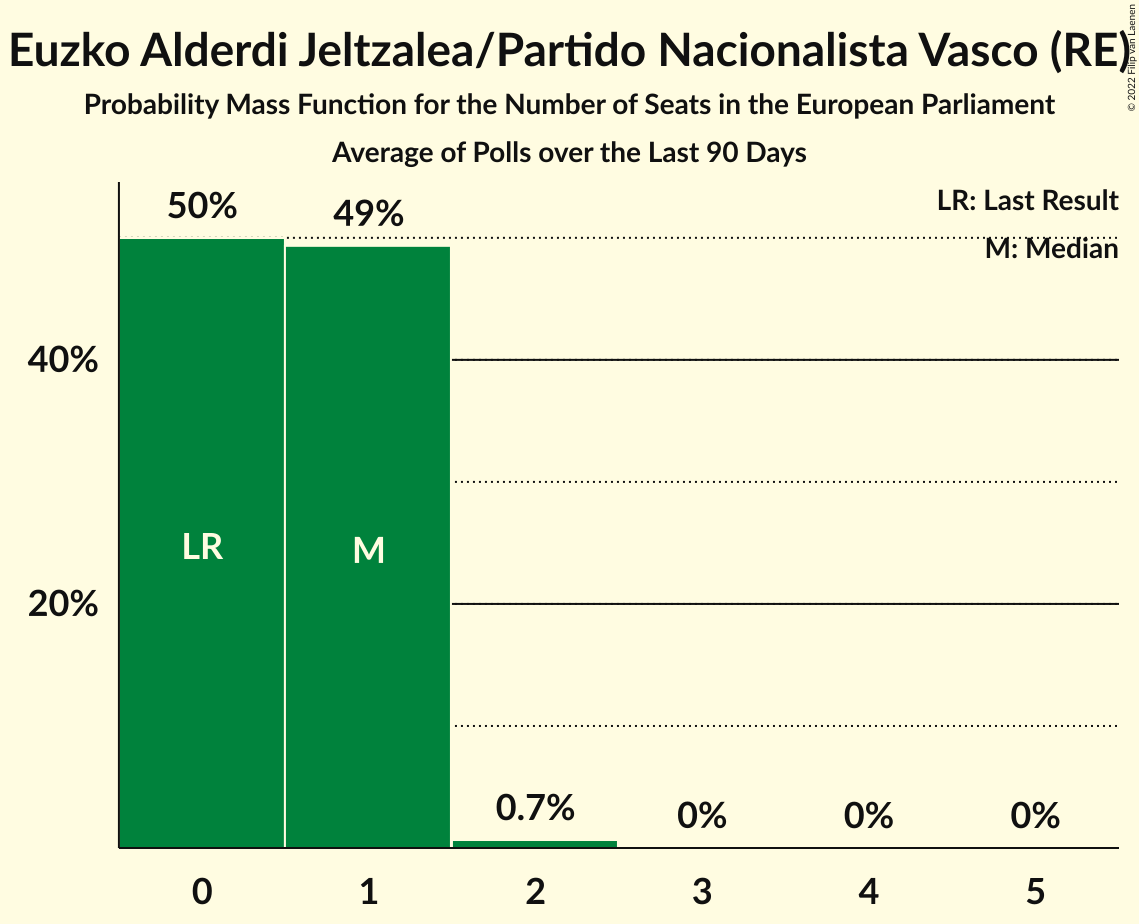 Euzko Alderdi Jeltzalea/Partido Nacionalista Vasco (RE)
© 2022 Filip van Laenen
Probability Mass Function for the Number of Seats in the European Parliament
Average of Polls over the Last 90 Days
LR: Last Result
M: Median
50%
49%
40%
LR
M
20%
0.7%
0%
0%
0%
0
1
2
3
4
5